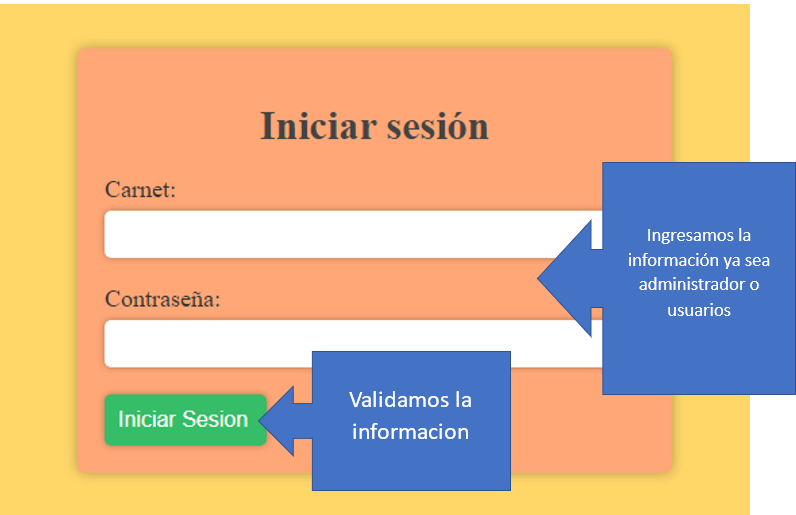 Iniciar sesión
Carnet:
Ingresamos la
información ya sea
administrador o
usuarios
Contraseña:
Validamos la
informacion
Iniciar Sesion